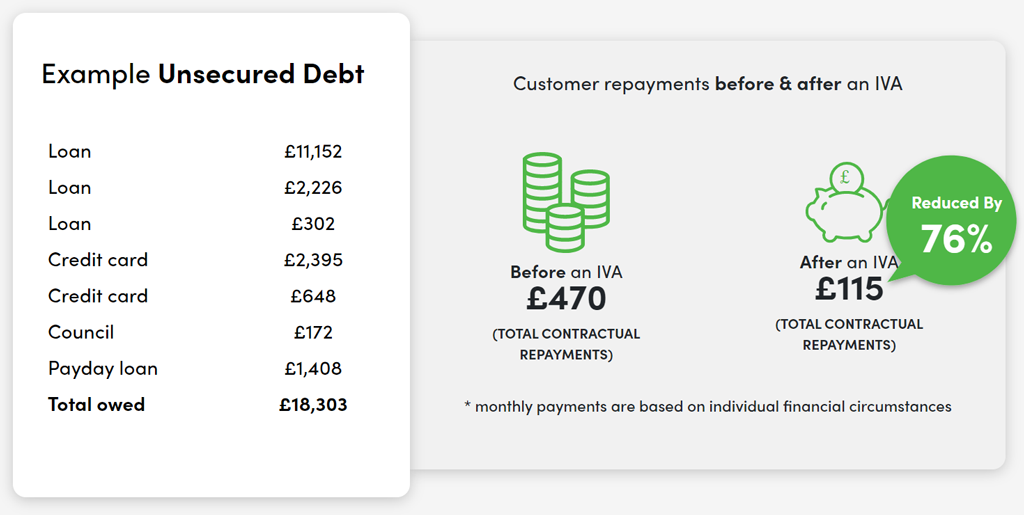 Example Unsecured Debt
Loan £11,152
Loan £2,226
Loan £302
Credit card £2,395
Credit card £648
Council £172
Payday loan £1,408
Total owed £18,303
Customer repayments before & after an IVA
Before an IVA
£470
(TOTAL CONTRACTUAL
REPAYMENTS)
£
After an IVA
£115
(TOTAL CONTRACTUAL
REPAYMENTS)
Reduced By
76%
* monthly payments are based on individual financial circumstances